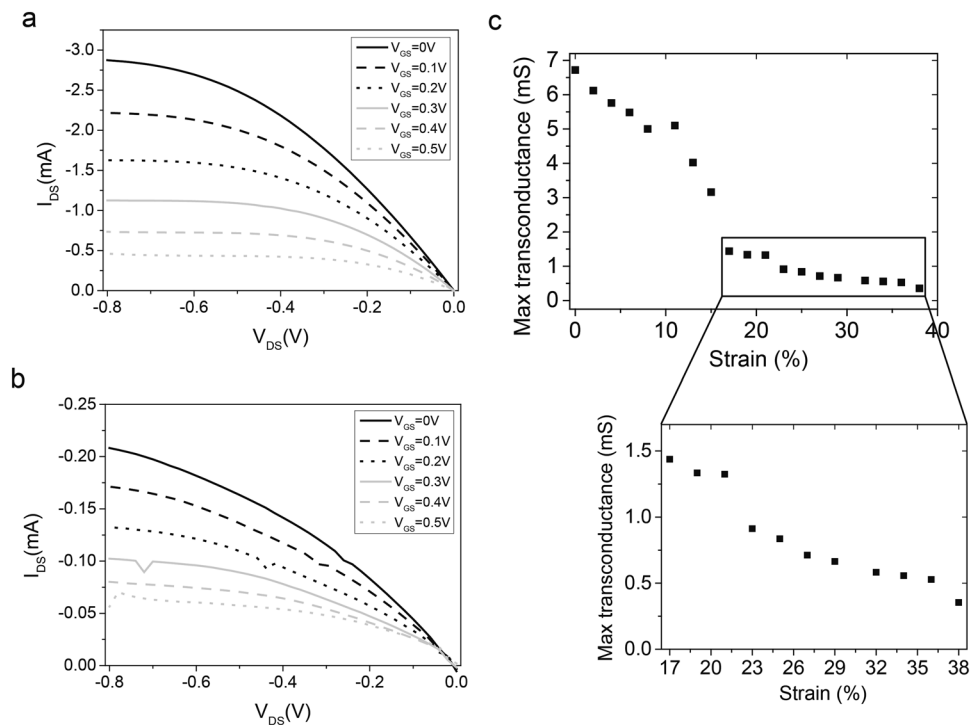 a
I_DS(mA)
-3.0
-2.5
-2.0
-1.5
-1.0
-0.5
0.0
-0.8 -0.6 -0.4 -0.2 0.0
V_DS(V)
V_GS=0V
V_GS=0.1V
V_GS=0.2V
V_GS=0.3V
V_GS=0.4V
V_GS=0.5V
b
I_DS(mA)
-0.25
-0.20
-0.15
-0.10
-0.05
0.00
-0.8 -0.6 -0.4 -0.2 0.0
V_DS(V)
V_GS=0V
V_GS=0.1V
V_GS=0.2V
V_GS=0.3V
V_GS=0.4V
V_GS=0.5V
c
Max transconductance (mS)
7
6
5
4
3
2
1
0
0 10 20 30 40
Strain (%)
Max transconductance (mS)
1.5
1.0
0.5
0.0
17 20 23 26 29 32 35 38
Strain (%)